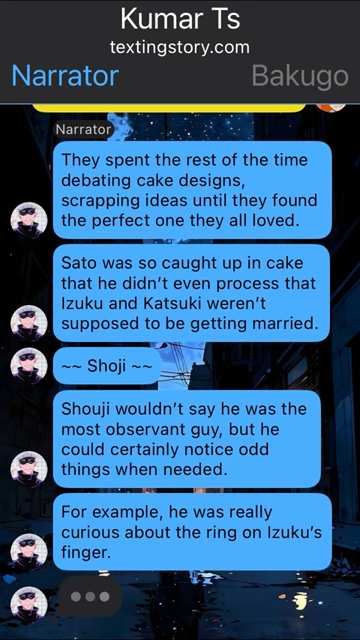 Kumar Ts
textingstory.com
Narrator
Bakugo
Narrator
They spent the rest of the time
debating cake designs,
scrapping ideas until they found
the perfect one they all loved.
Sato was so caught up in cake
that he didn’t even process that
Izuku and Katsuki weren’t
supposed to be getting married.
~~ Shoji ~~
Shouji wouldn’t say he was the
most observant guy, but he
could certainly notice odd
things when needed.
For example, he was really
curious about the ring on Izuku’s
finger.